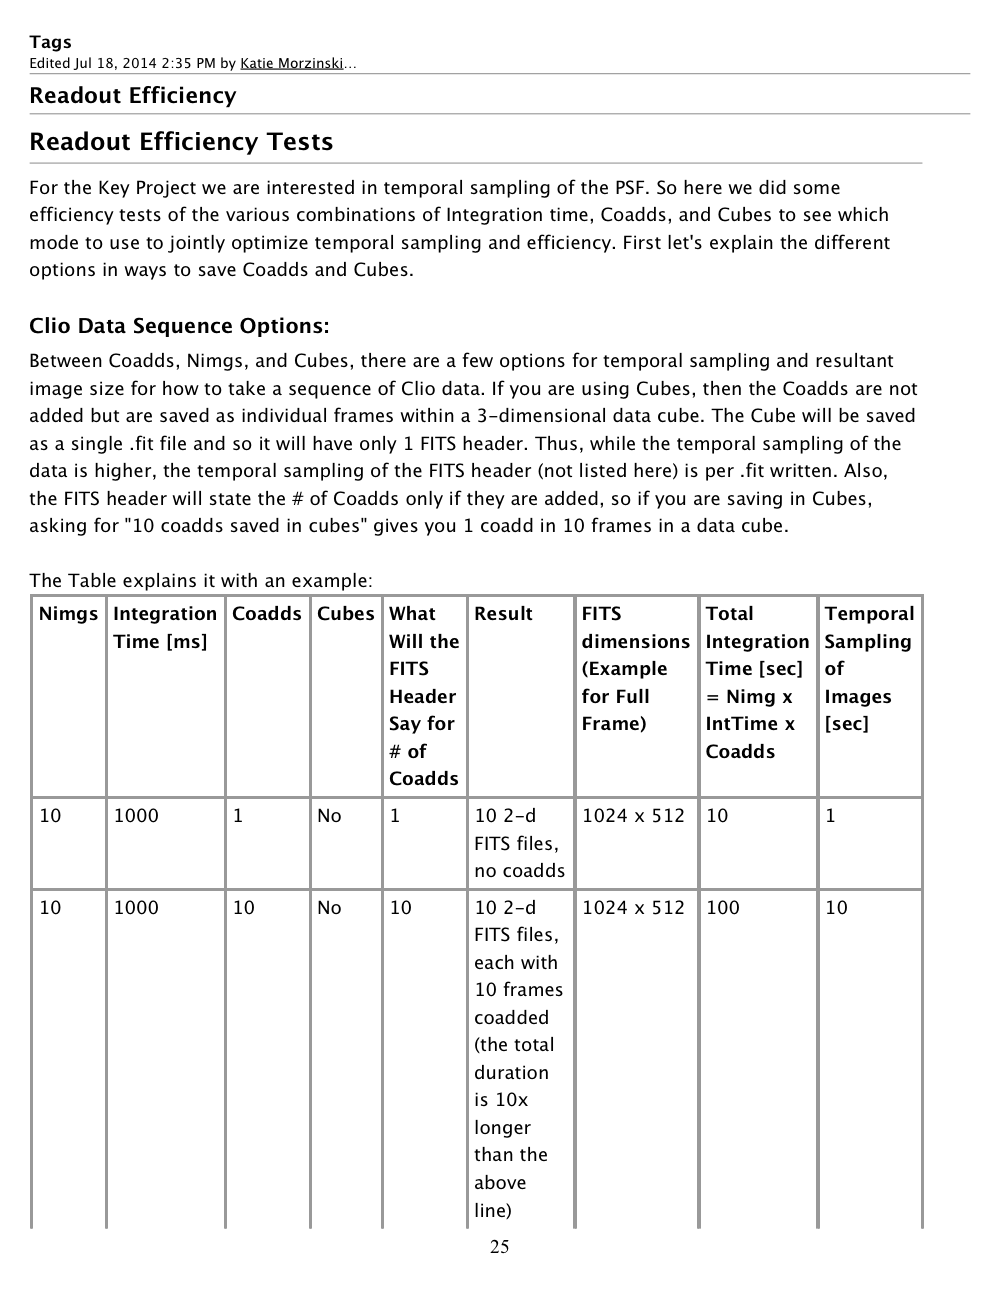 Tags
Edited Jul 18, 2014 2:35 PM by Katie Morzinski...
Readout Efficiency
Readout Efficiency Tests
For the Key Project we are interested in temporal sampling of the PSF. So here we did some
efficiency tests of the various combinations of Integration time, Coadds, and Cubes to see which
mode to use to jointly optimize temporal sampling and efficiency. First let's explain the different
options in ways to save Coadds and Cubes.
Clio Data Sequence Options:
Between Coadds, Nimgs, and Cubes, there are a few options for temporal sampling and resultant
image size for how to take a sequence of Clio data. If you are using Cubes, then the Coadds are not
added but are saved as individual frames within a 3-dimensional data cube. The Cube will be saved
as a single .fit file and so it will have only 1 FITS header. Thus, while the temporal sampling of the
data is higher, the temporal sampling of the FITS header (not listed here) is per .fit written. Also,
the FITS header will state the # of Coadds only if they are added, so if you are saving in Cubes,
asking for "10 coadds saved in cubes" gives you 1 coadd in 10 frames in a data cube.
The Table explains it with an example:
Nimgs
Integration
Time [ms]
Coadds
Cubes
What
Will the
FITS
Header
Say for
# of
Coadds
Result
FITS
dimensions
(Example
for Full
Frame)
Total
Integration
Time [sec]
= Nimg x
IntTime x
Coadds
Temporal
Sampling
of
Images
[sec]
10
1000
1
No
1
10 2-d
FITS files,
no coadds
1024 x 512
10
1
10
1000
10
No
10
10 2-d
FITS files,
each with
10 frames
coadded
(the total
duration
is 10x
longer
than the
above
line)
1024 x 512
100
10
25